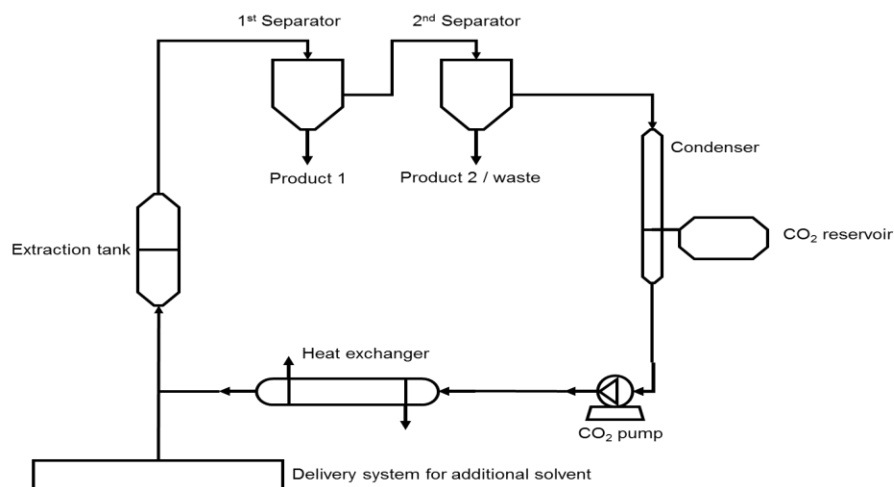 1st Separator
2nd Separator
Product 1
Product 2 / waste
Condenser
Extraction tank
CO2 reservoir
Heat exchanger
CO2 pump
Delivery system for additional solvent